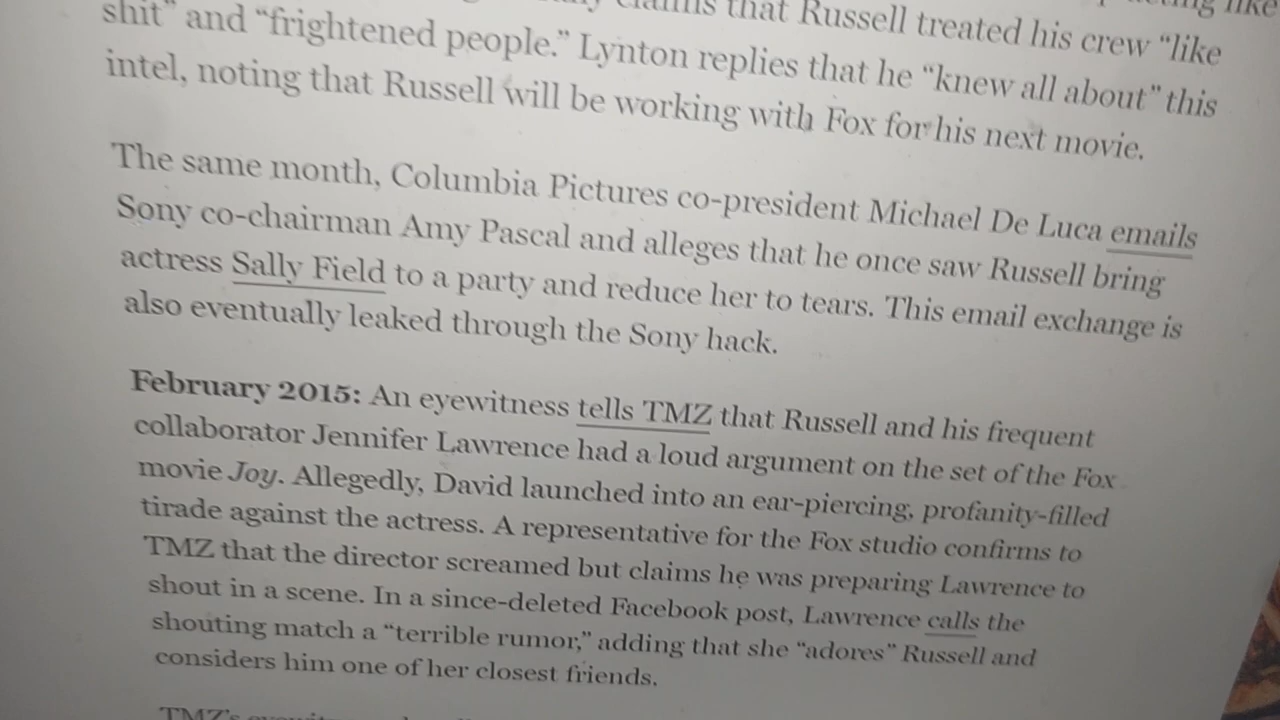 claims that Russell treated his crew “like
shit” and “frightened people.” Lynton replies that he “knew all about” this
intel, noting that Russell will be working with Fox for his next movie.
The same month, Columbia Pictures co-president Michael De Luca emails
Sony co-chairman Amy Pascal and alleges that he once saw Russell bring
actress Sally Field to a party and reduce her to tears. This email exchange is
also eventually leaked through the Sony hack.
February 2015: An eyewitness tells TMZ that Russell and his frequent
collaborator Jennifer Lawrence had a loud argument on the set of the Fox
movie Joy. Allegedly, David launched into an ear-piercing, profanity-filled
tirade against the actress. A representative for the Fox studio confirms to
TMZ that the director screamed but claims he was preparing Lawrence to
shout in a scene. In a since-deleted Facebook post, Lawrence calls the
shouting match a “terrible rumor,” adding that she “adores” Russell and
considers him one of her closest friends.
TMZ’s